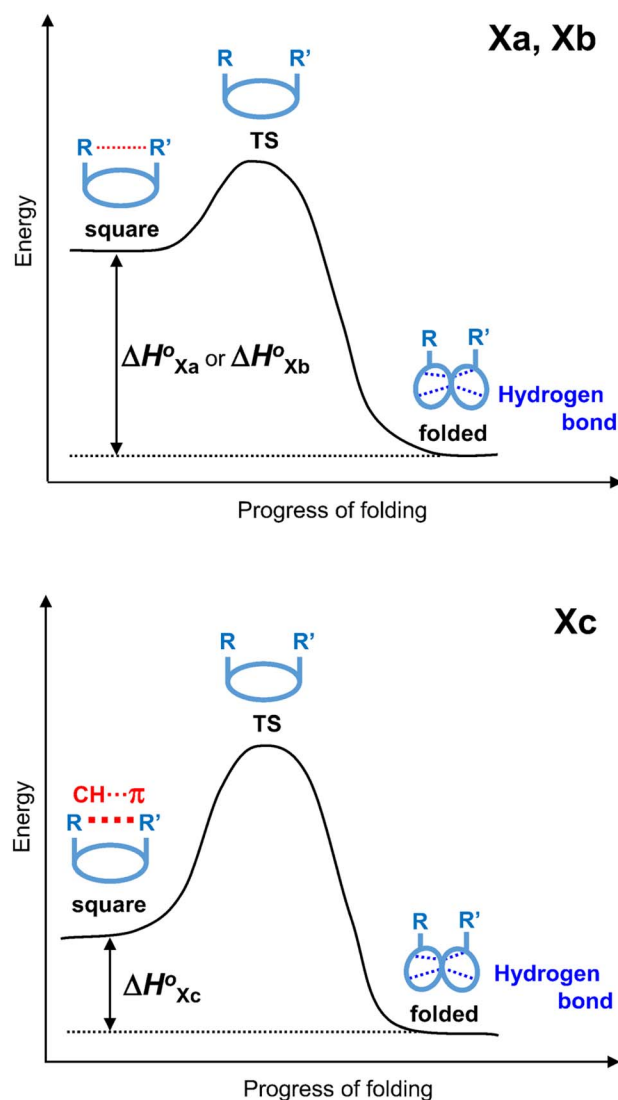 Xa, Xb
R R'
TS
R R'
square
Energy
ΔH°Xa or ΔH°Xb
R R'
Hydrogen
bond
folded
Progress of folding
Xc
R R'
TS
CH···π
R R'
square
Energy
ΔH°Xc
R R'
Hydrogen
bond
folded
Progress of folding